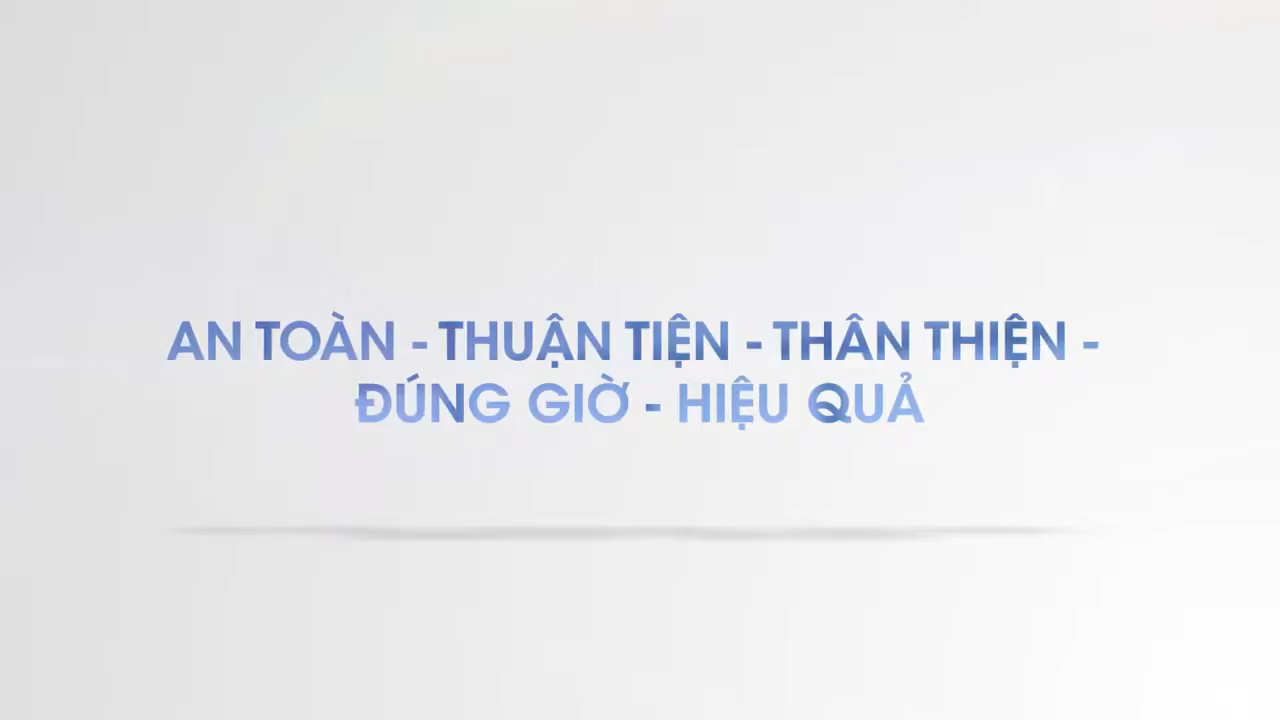 AN TOÀN - THUẬN TIỆN - THÂN THIỆN -
ĐÚNG GIỜ - HIỆU QUẢ